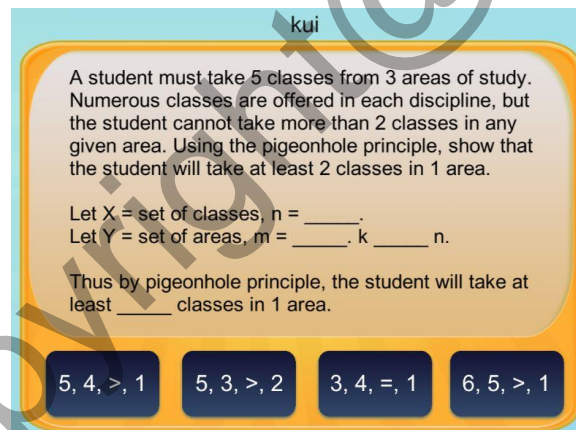 kui
A student must take 5 classes from 3 areas of study.
Numerous classes are offered in each discipline, but
the student cannot take more than 2 classes in any
given area. Using the pigeonhole principle, show that
the student will take at least 2 classes in 1 area.
Let X = set of classes, n = _____.
Let Y = set of areas, m = _____. k _____ n.
Thus by pigeonhole principle, the student will take at
least _____ classes in 1 area.
5, 4, >, 1
5, 3, >, 2
3, 4, =, 1
6, 5, >, 1